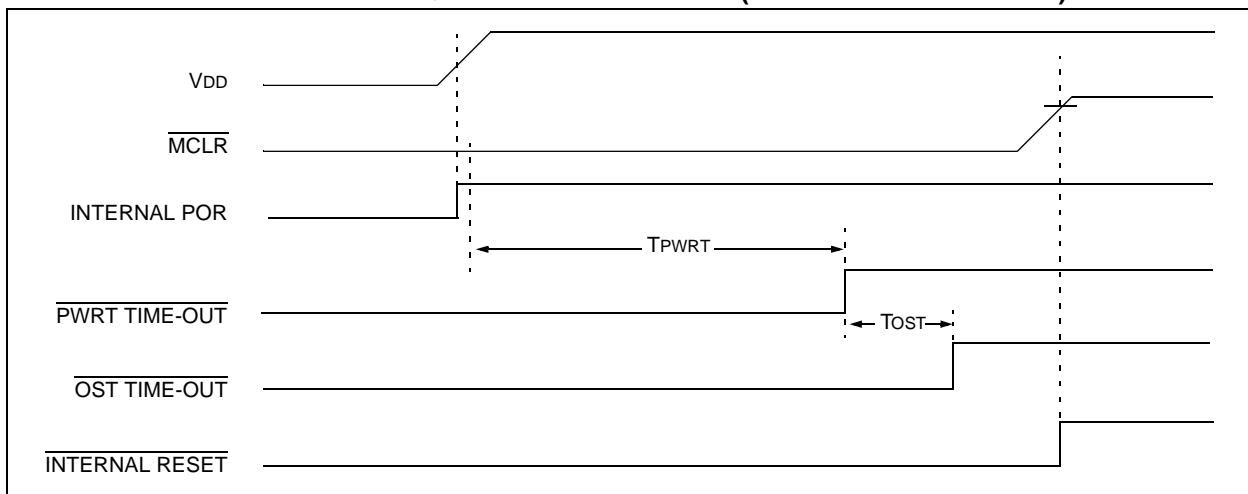 VDD
MCLR
INTERNAL POR
TPWRT
PWRT TIME-OUT
TOST
OST TIME-OUT
INTERNAL RESET